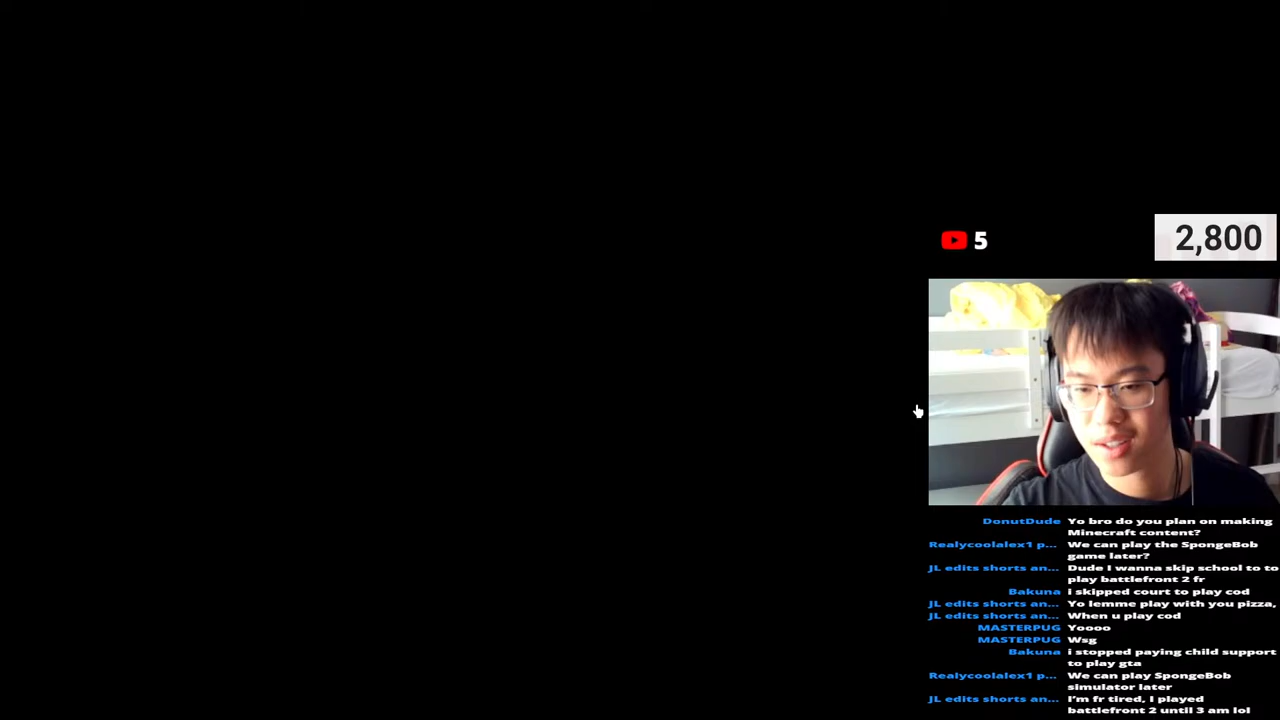 5
2,800
DonutDude Yo bro do you plan on making
Minecraft content?
Realycoolalex1 p... We can play the SpongeBob
game later?
JL edits shorts an... Dude I wanna skip school to to
play battlefront 2 fr
Bakuna i skipped court to play cod
JL edits shorts an... Yo lemme play with you pizza,
JL edits shorts an... When u play cod
MASTERPUG Yoooo
MASTERPUG Wsg
Bakuna i stopped paying child support
to play gta
Realycoolalex1 p... We can play SpongeBob
simulator later
JL edits shorts an... I'm fr tired, I played
battlefront 2 until 3 am lol